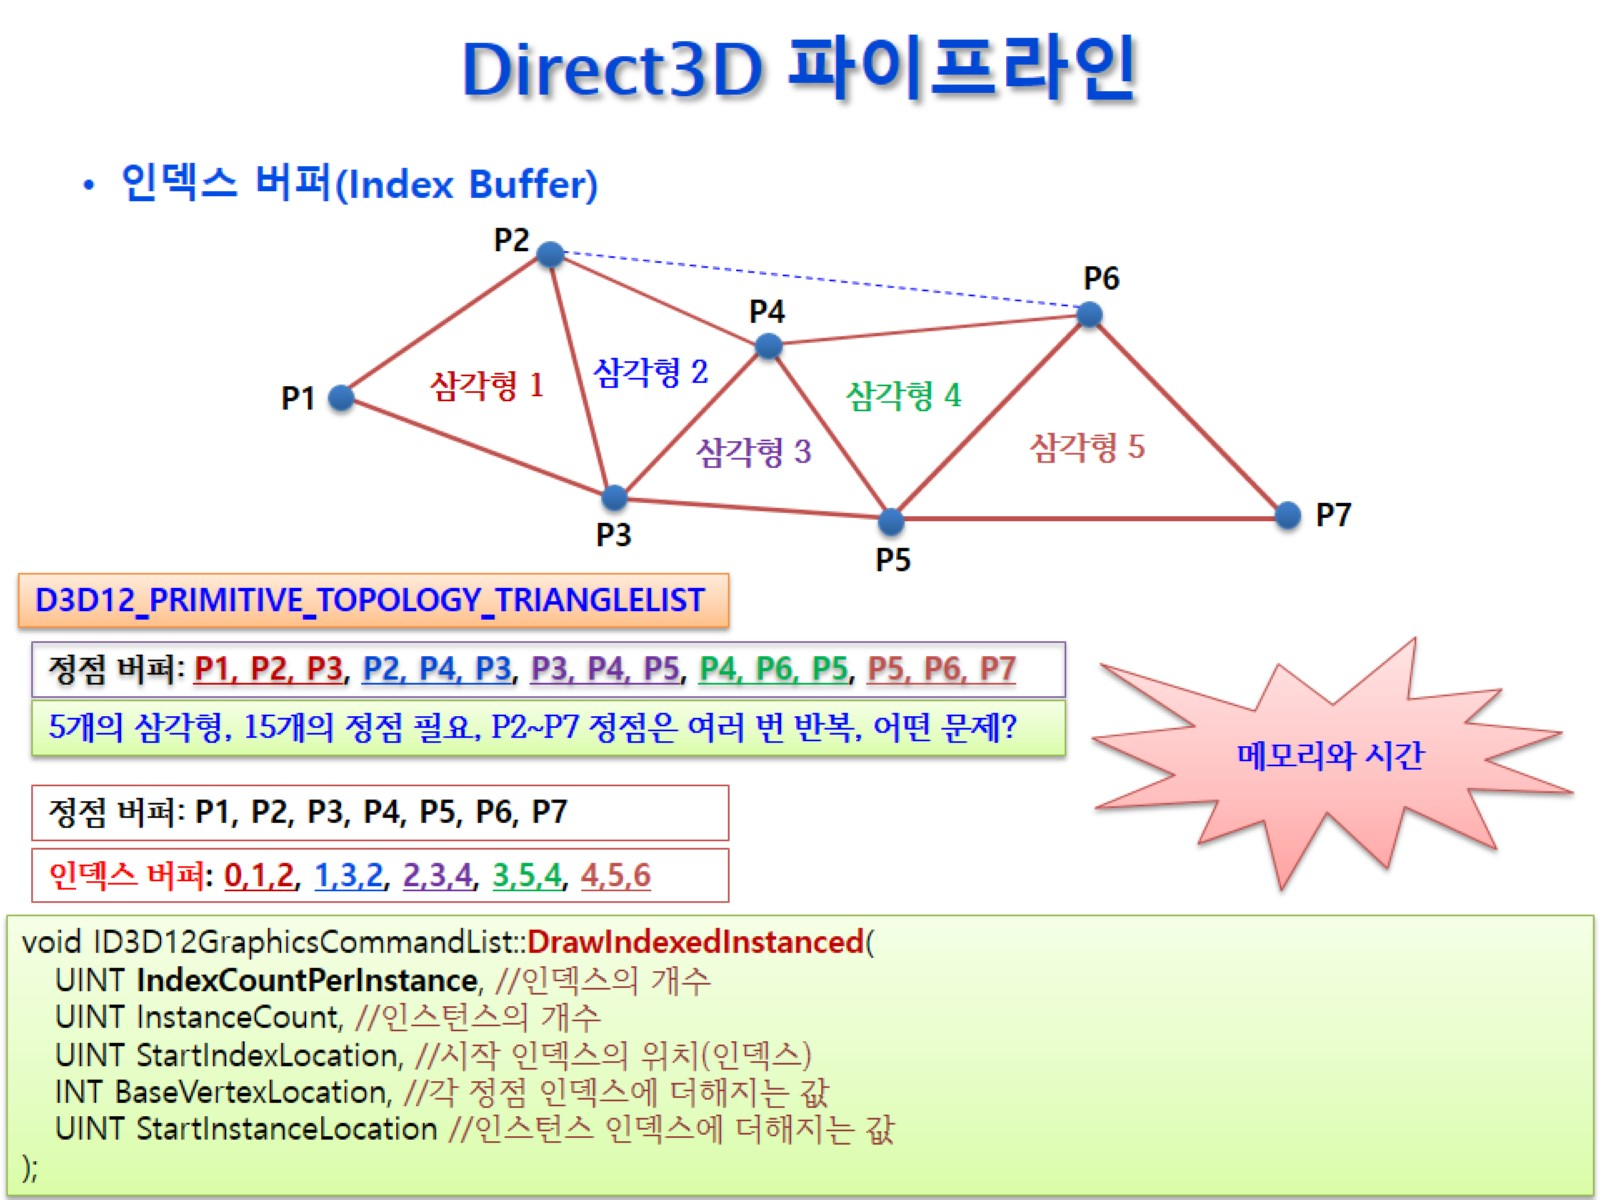 Direct3D 파이프라인
• 인덱스 버퍼(Index Buffer)
P2
P6
P4
P1
삼각형 1
삼각형 2
삼각형 4
삼각형 3
삼각형 5
P3
P5
P7
D3D12_PRIMITIVE_TOPOLOGY_TRIANGLELIST
정점 버퍼: P1, P2, P3, P2, P4, P3, P3, P4, P5, P4, P6, P5, P5, P6, P7
5개의 삼각형, 15개의 정점 필요, P2~P7 정점은 여러 번 반복, 어떤 문제?
메모리와 시간
정점 버퍼: P1, P2, P3, P4, P5, P6, P7
인덱스 버퍼: 0,1,2, 1,3,2, 2,3,4, 3,5,4, 4,5,6
void ID3D12GraphicsCommandList::DrawIndexedInstanced(
UINT IndexCountPerInstance, //인덱스의 개수
UINT InstanceCount, //인스턴스의 개수
UINT StartIndexLocation, //시작 인덱스의 위치(인덱스)
INT BaseVertexLocation, //각 정점 인덱스에 더해지는 값
UINT StartInstanceLocation //인스턴스 인덱스에 더해지는 값
);